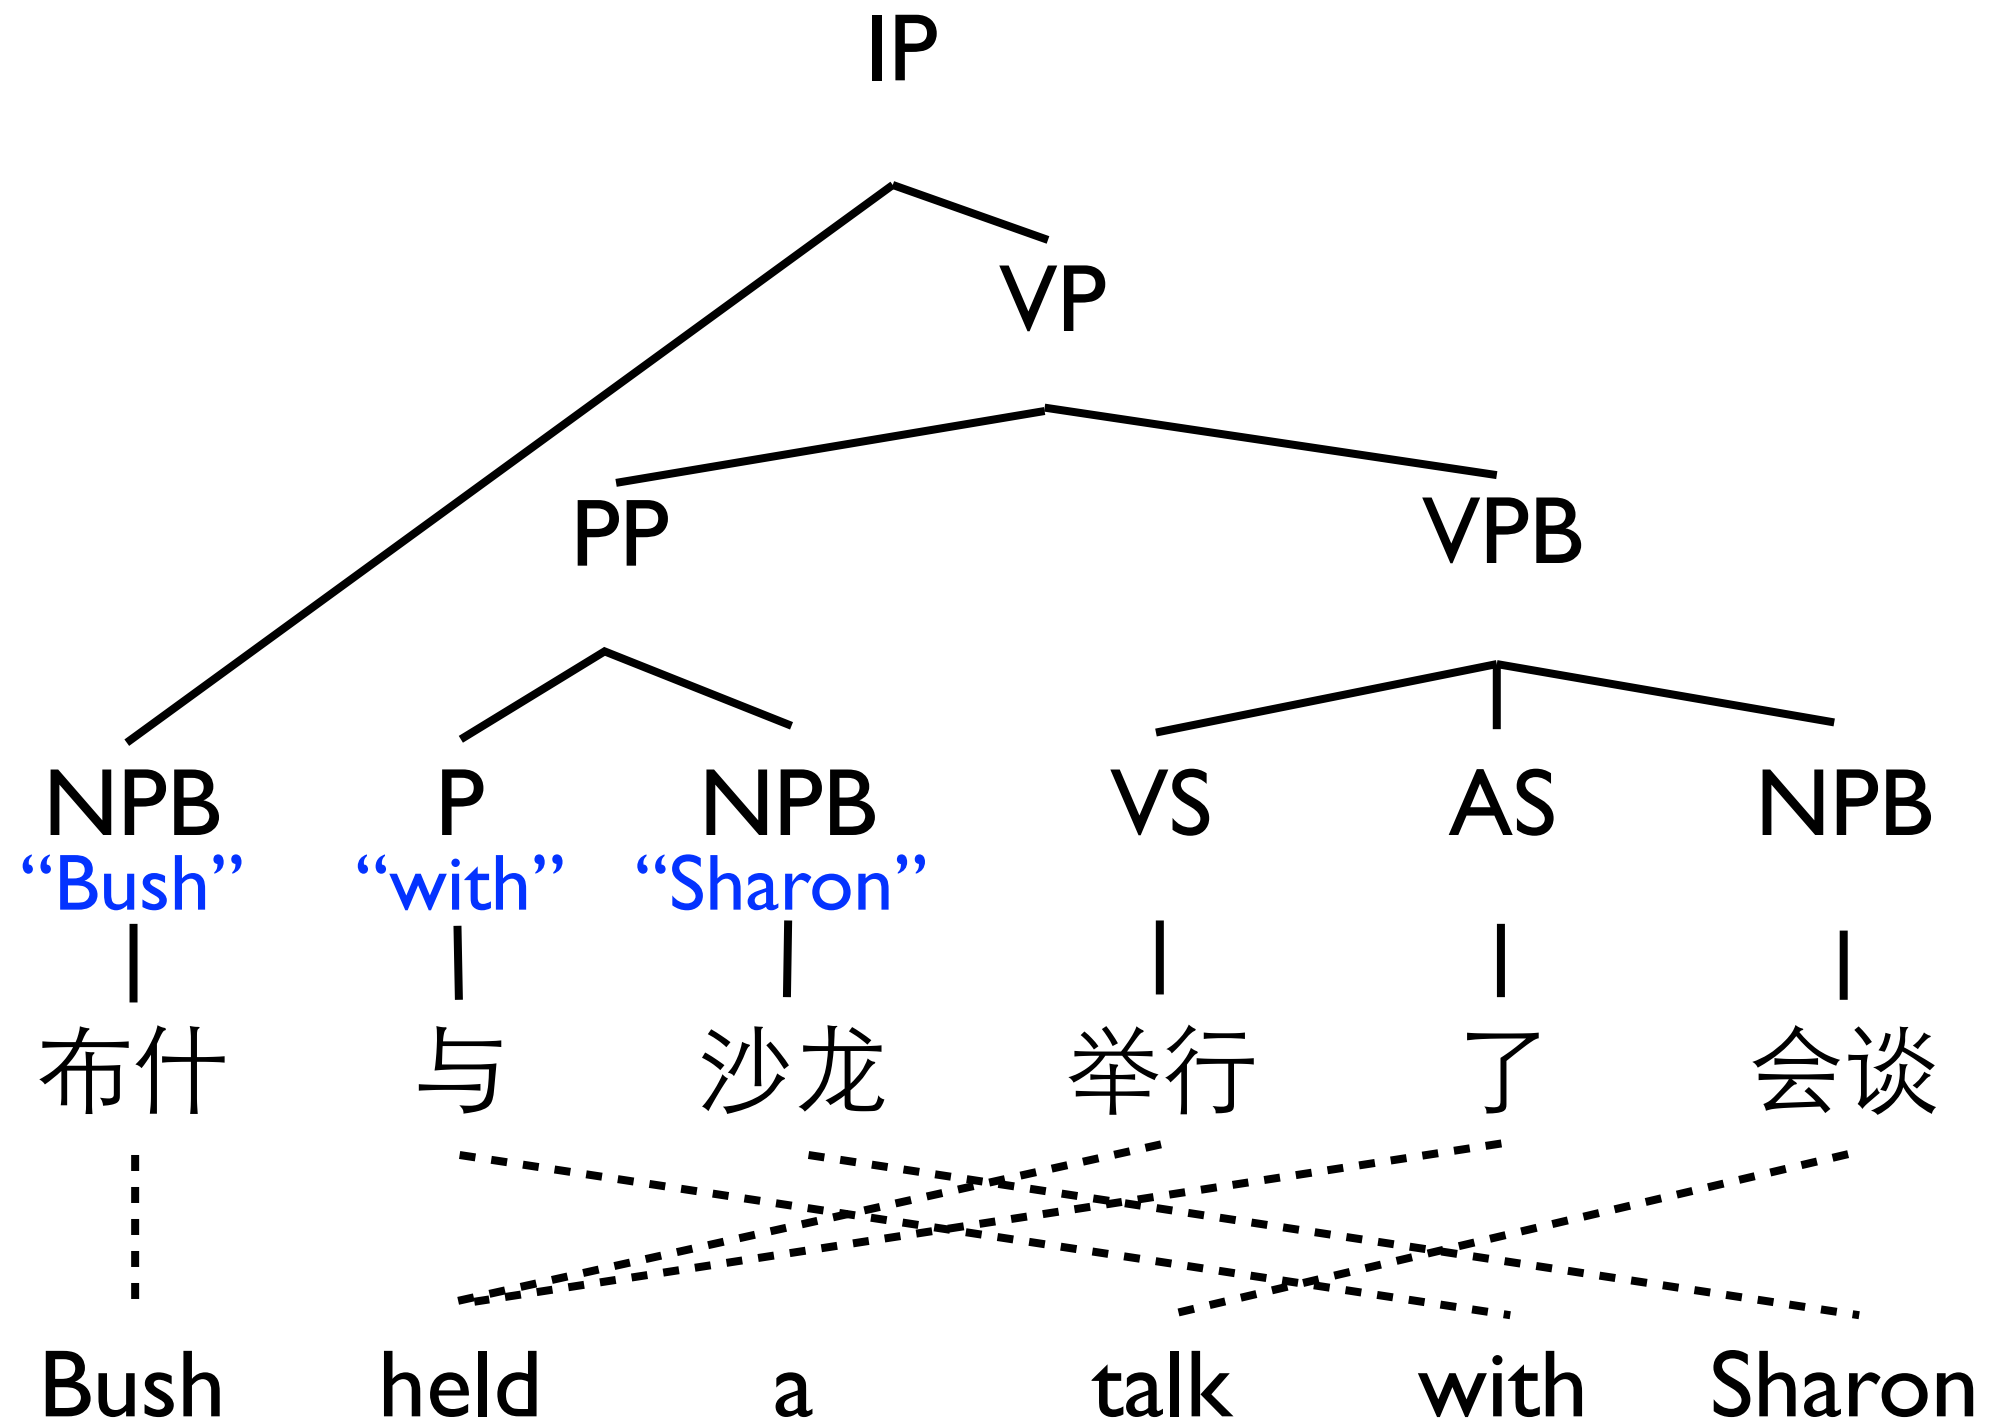 IP
VP
PP VPB
NPB P NPB VS AS NPB
“Bush” “with” “Sharon”
布什 与 沙龙 举行 了 会谈
Bush held a talk with Sharon